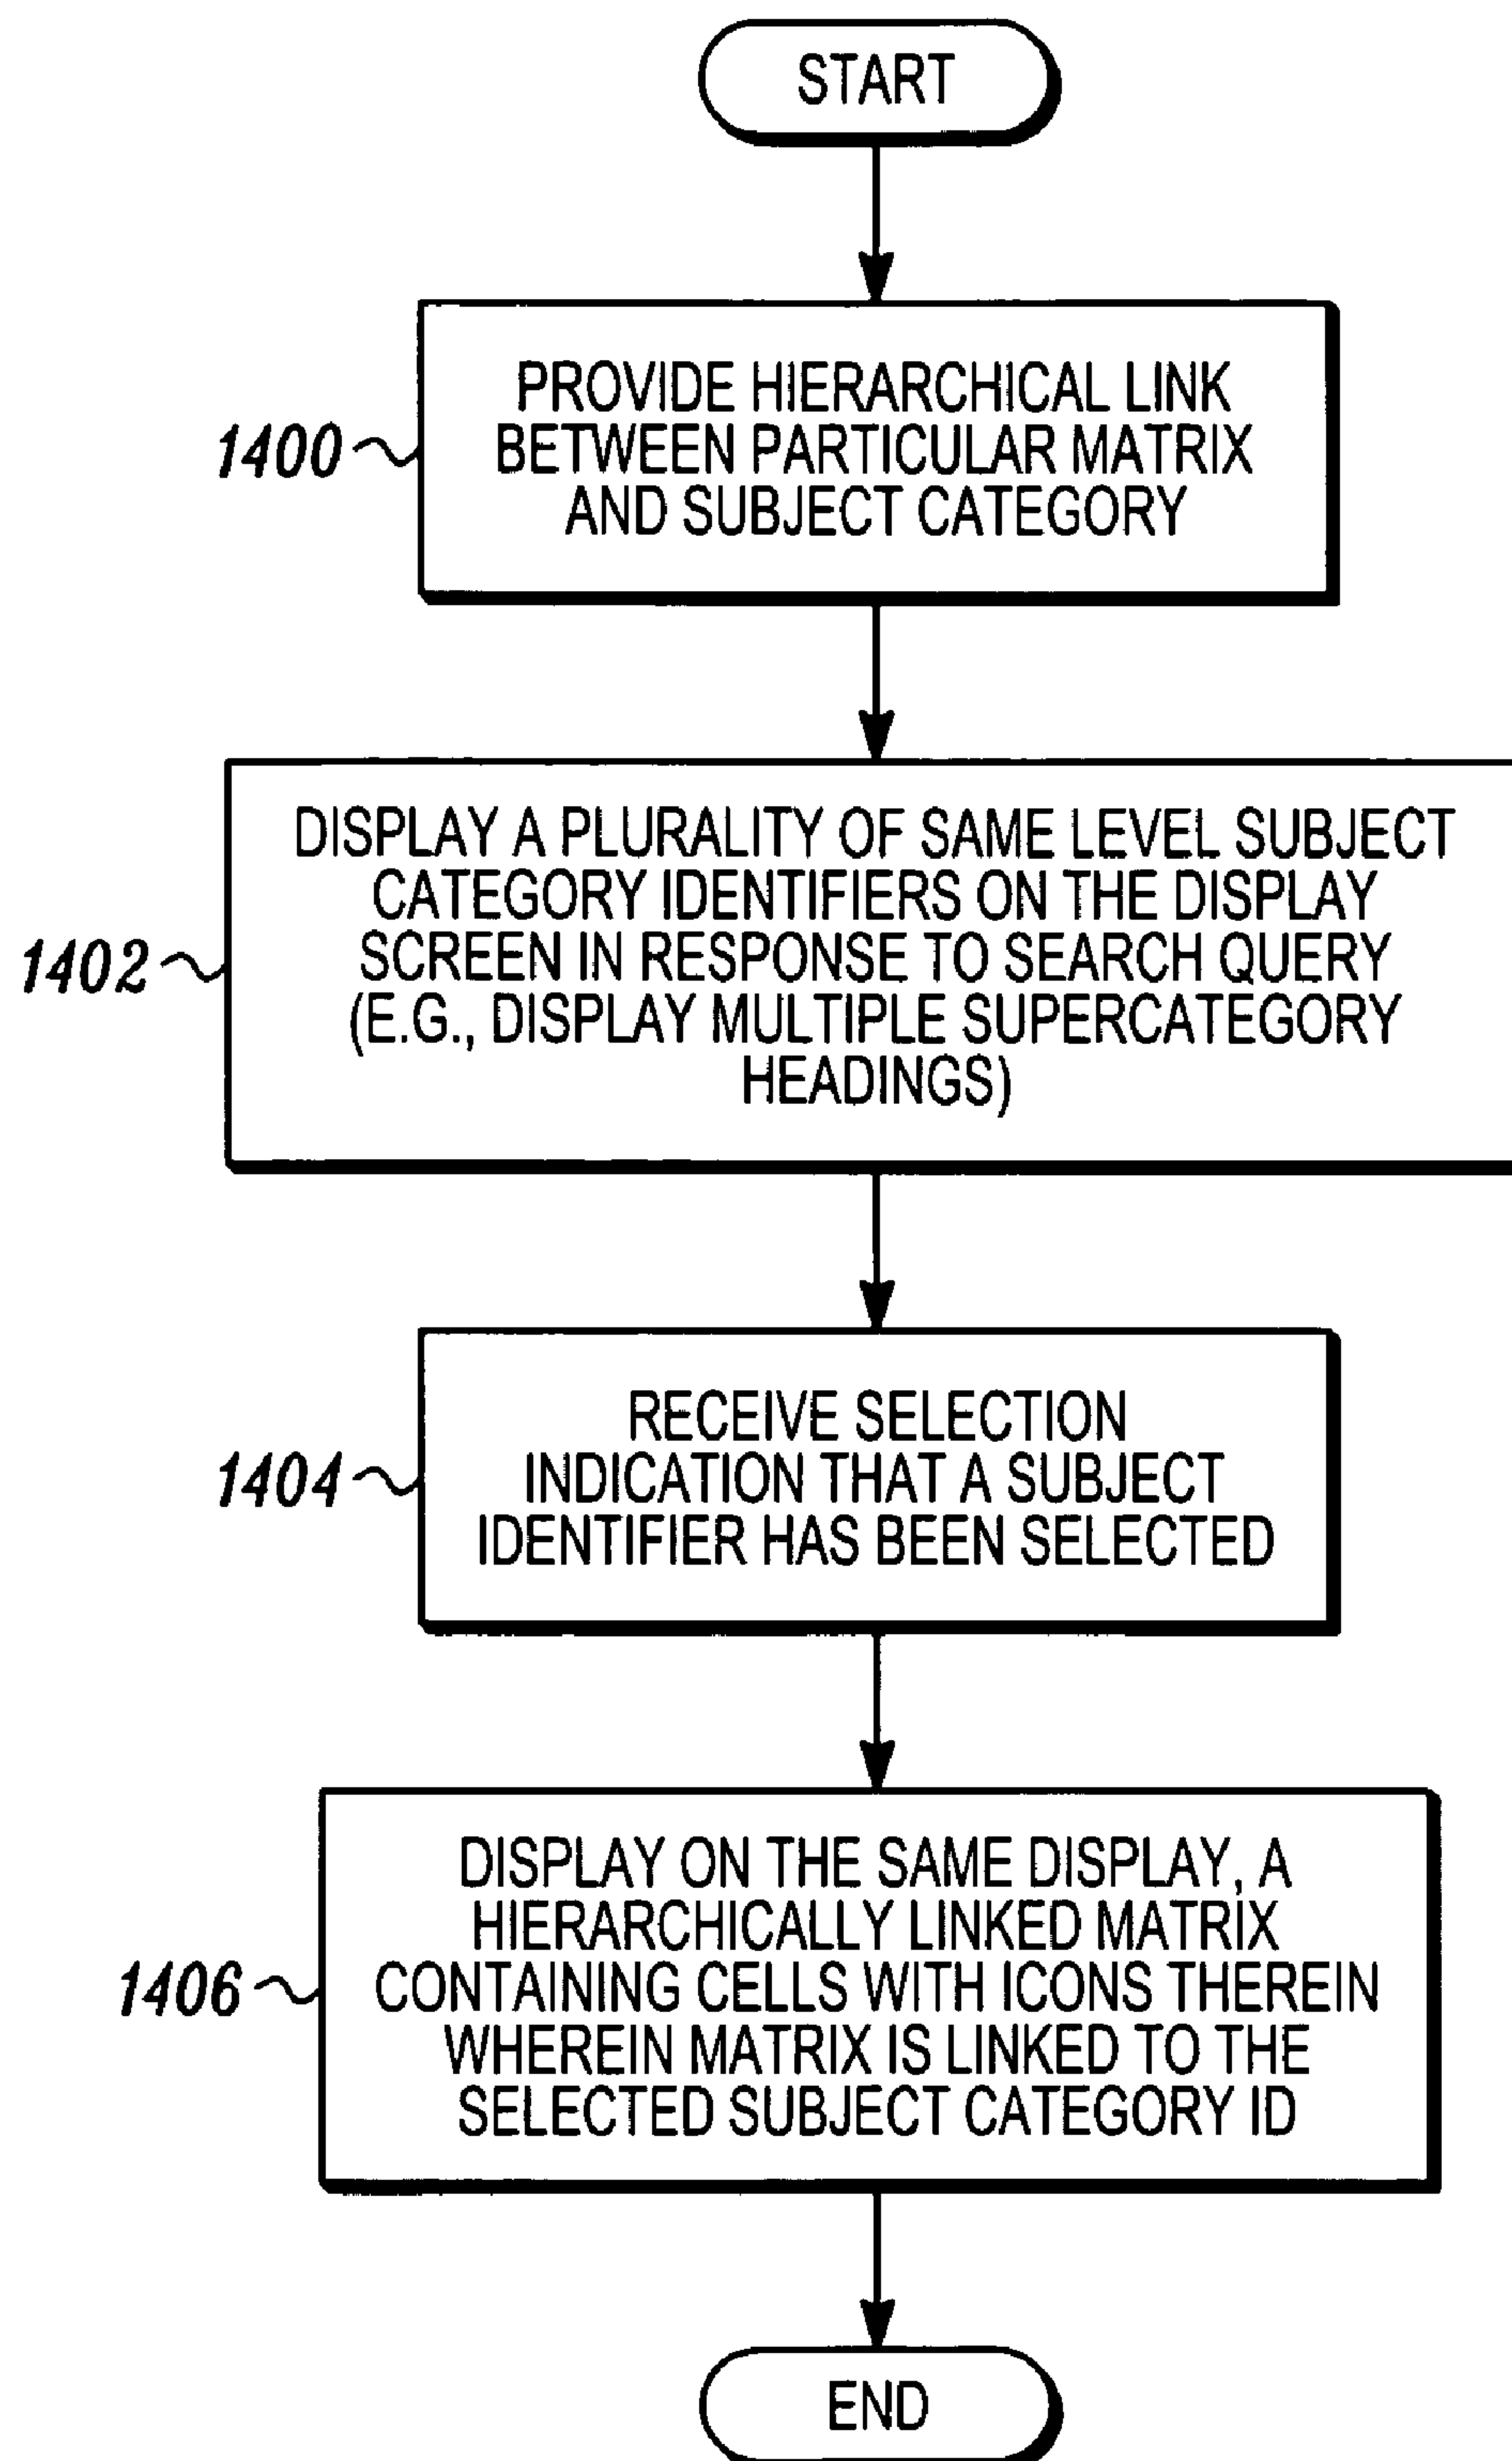 START
PROVIDE HIERARCHICAL LINK
BETWEEN PARTICULAR MATRIX
AND SUBJECT CATEGORY
1400
DISPLAY A PLURALITY OF SAME LEVEL SUBJECT
CATEGORY IDENTIFIERS ON THE DISPLAY
SCREEN IN RESPONSE TO SEARCH QUERY
(E.G., DISPLAY MULTIPLE SUPERCATEGORY
HEADINGS)
1402
RECEIVE SELECTION
INDICATION THAT A SUBJECT
IDENTIFIER HAS BEEN SELECTED
1404
DISPLAY ON THE SAME DISPLAY, A
HIERARCHICALLY LINKED MATRIX
CONTAINING CELLS WITH ICONS THEREIN
WHEREIN MATRIX IS LINKED TO THE
SELECTED SUBJECT CATEGORY ID
1406
END